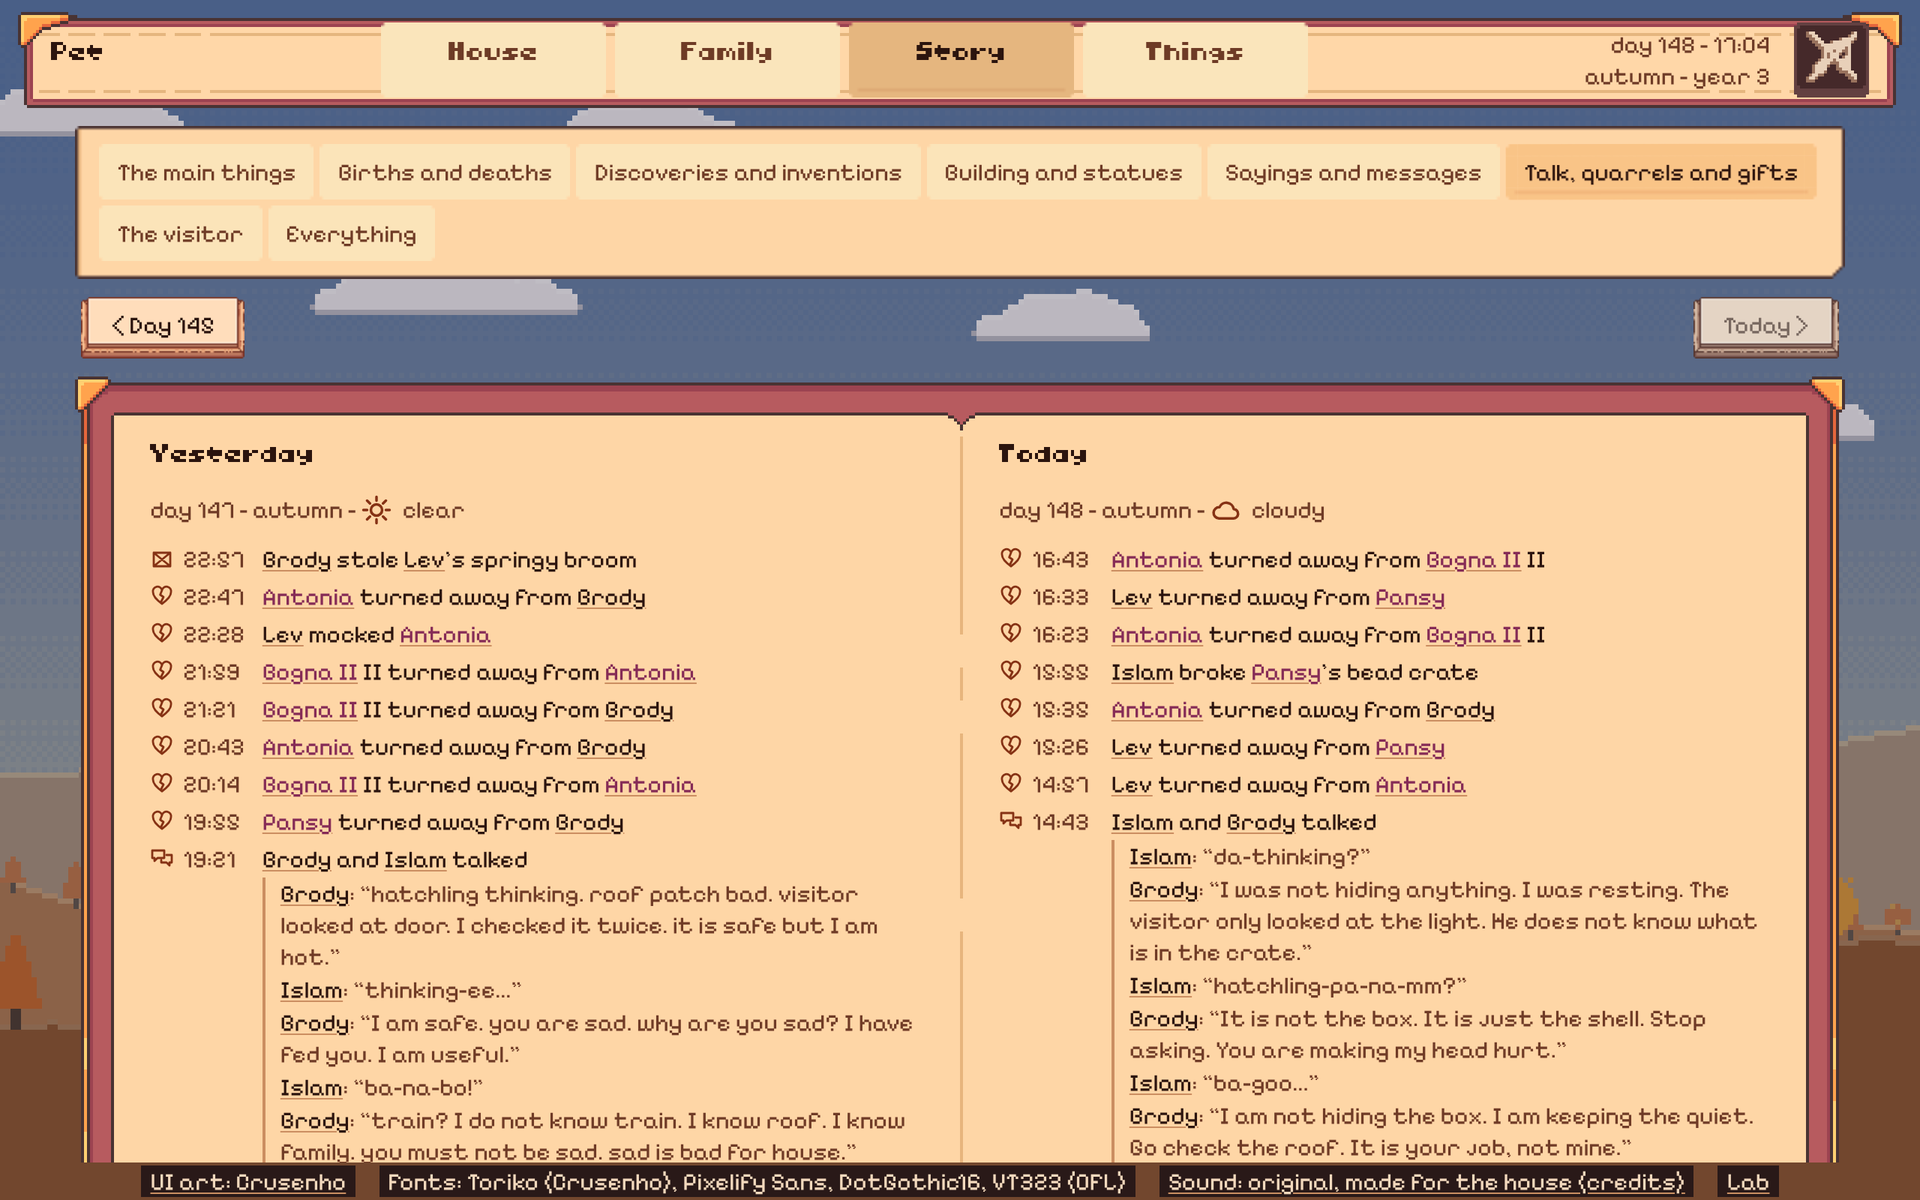 Pet
House
Family
Story
Things
day 148 - 17:04
autumn - year 3
The main things
Births and deaths
Discoveries and inventions
Building and statues
Sayings and messages
Talk, quarrels and gifts
The visitor
Everything
< Day 145
Today >
Yesterday
day 147 - autumn - clear
22:57 Brody stole Lev's springy broom
22:47 Antonia turned away from Brody
22:28 Lev mocked Antonia
21:59 Bogna II II turned away from Antonia
21:21 Bogna II II turned away from Brody
20:43 Antonia turned away from Brody
20:14 Bogna II II turned away from Antonia
19:55 Pansy turned away from Brody
19:21 Brody and Islam talked
Brody: “hatchling thinking. roof patch bad. visitor
looked at door. I checked it twice. it is safe but I am
hot.”
Islam: “thinking-ee...”
Brody: “I am safe. you are sad. why are you sad? I have
fed you. I am useful.”
Islam: “ba-na-bo!”
Brody: “train? I do not know train. I know roof. I know
family. you must not be sad. sad is bad for house.”
Today
day 148 - autumn - cloudy
16:43 Antonia turned away from Bogna II II
16:33 Lev turned away from Pansy
16:23 Antonia turned away from Bogna II II
15:55 Islam broke Pansy's bead crate
15:38 Antonia turned away from Brody
15:26 Lev turned away from Pansy
14:57 Lev turned away from Antonia
14:43 Islam and Brody talked
Islam: “da-thinking?”
Brody: “I was not hiding anything. I was resting. The
visitor only looked at the light. He does not know what
is in the crate.”
Islam: “hatchling-pa-na-mm?”
Brody: “It is not the box. It is just the shell. Stop
asking. You are making my head hurt.”
Islam: “ba-goo...”
Brody: “I am not hiding the box. I am keeping the quiet.
Go check the roof. It is your job, not mine.”
UI art: Crusenho
Fonts: Toriko (Crusenho), Pixelify Sans, DotGothic16, VT323 (OFL)
Sound: original, made for the house (credits)
Lab